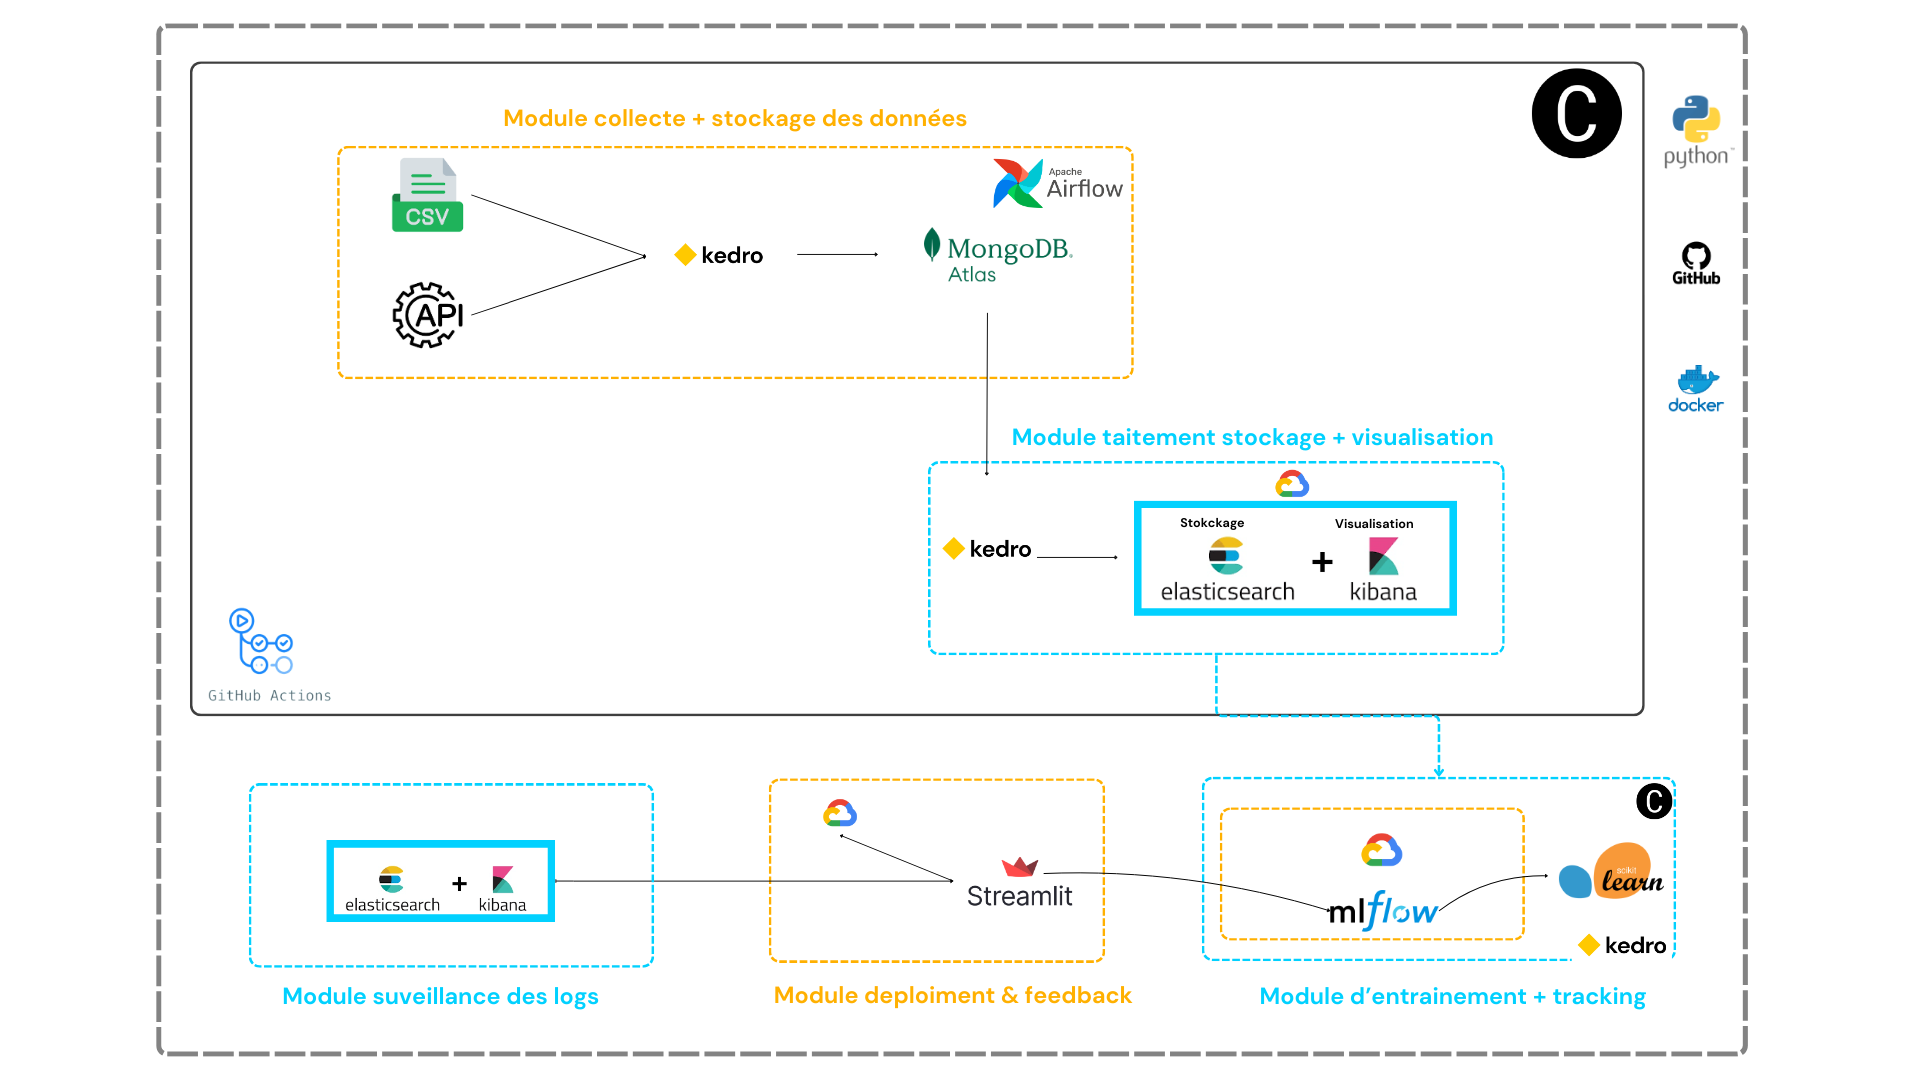 C
python
Module collecte + stockage des données
Apache
Airflow
CSV
kedro
MongoDB.
Atlas
API
GitHub
docker
Module taitement stockage + visualisation
Stokckage
Visualisation
kedro
+
elasticsearch
kibana
GitHub Actions
C
scikit
learn
elasticsearch
+
kibana
Streamlit
mlflow
kedro
Module suveillance des logs
Module deploiment & feedback
Module d’entrainement + tracking